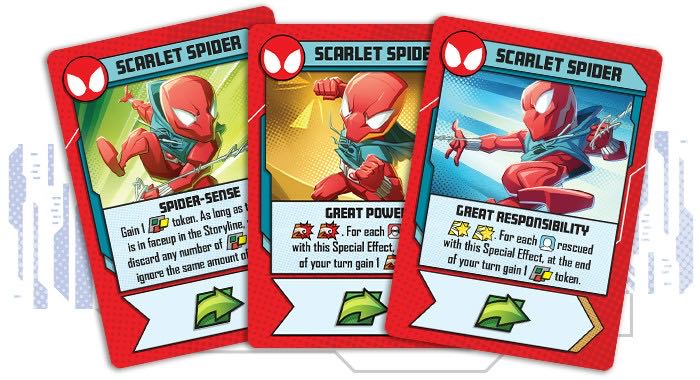 SCARLET SPIDER
SPIDER-SENSE
Gain 1 token. As long as
is in faceup in the Storyline,
discard any number of
ignore the same amount of
SCARLET
GREAT POWER
. For each
with this Special Effect,
of your turn gain 1
SCARLET SPIDER
GREAT RESPONSIBILITY
. For each rescued
with this Special Effect, at the end
of your turn gain 1 token.